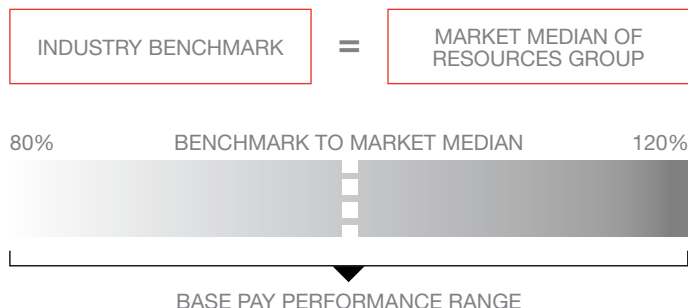 INDUSTRY BENCHMARK
=
MARKET MEDIAN OF
RESOURCES GROUP
80%
BENCHMARK TO MARKET MEDIAN
120%
BASE PAY PERFORMANCE RANGE